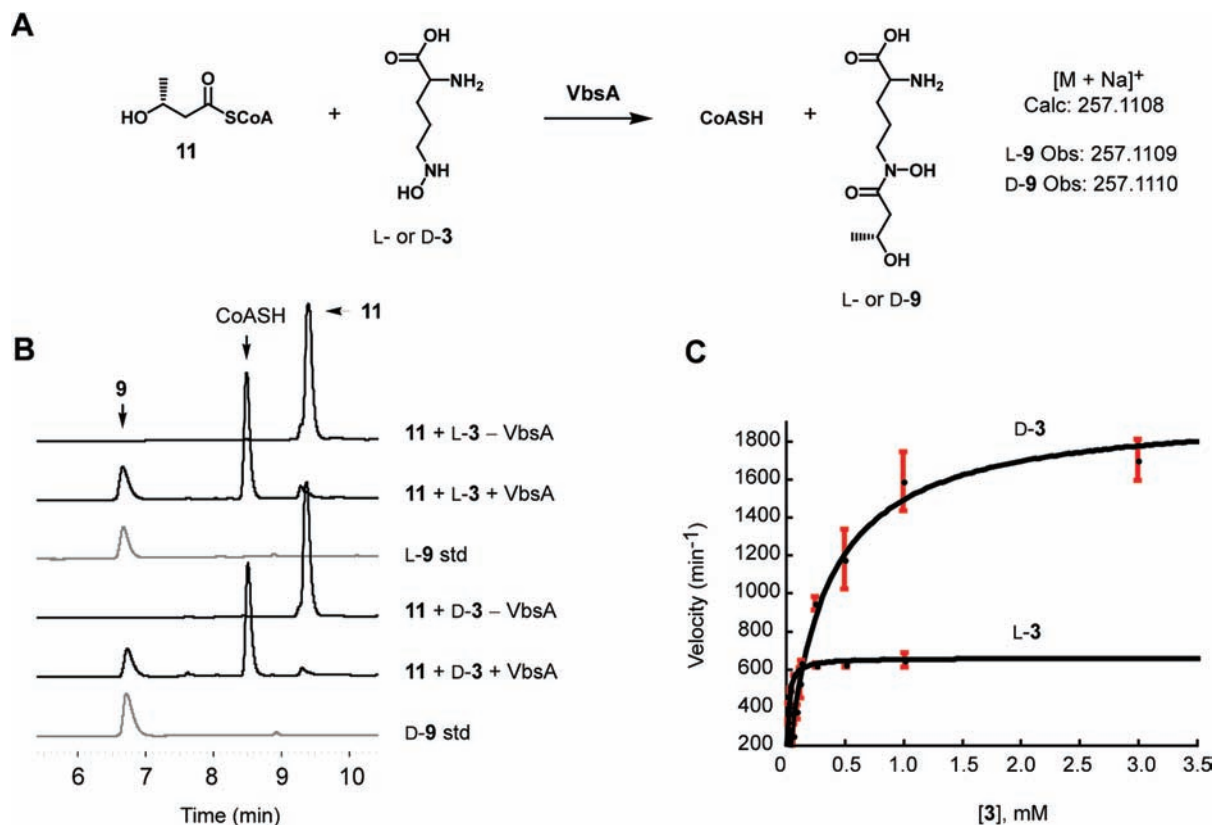 A
OH
O
NH2
O
HO
SCoA
11
+
NH
HO
L- or D-3
VbsA
CoASH
+
OH
O
NH2
N
OH
O
OH
L- or D-9
[M + Na]+
Calc: 257.1108
L-9 Obs: 257.1109
D-9 Obs: 257.1110
B
9
CoASH
11
11 + L-3 – VbsA
11 + L-3 + VbsA
L-9 std
11 + D-3 – VbsA
11 + D-3 + VbsA
D-9 std
6 7 8 9 10
Time (min)
C
Velocity (min-1)
1800
1600
1400
1200
1000
800
600
400
200
D-3
L-3
0 0.5 1.0 1.5 2.0 2.5 3.0 3.5
[3], mM